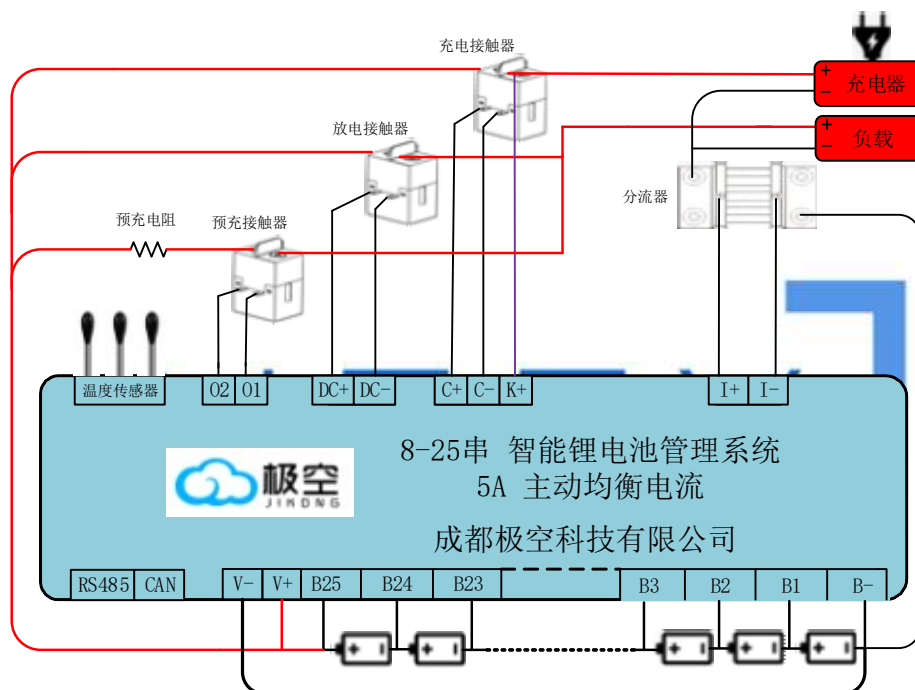 充电接触器
+ 充电器
−
放电接触器
+
− 负载
分流器
预充电阻
预充接触器
温度传感器
O2 O1
DC+ DC-
C+ C- K+
I+ I-
8-25串 智能锂电池管理系统
极空
JIKONG
5A 主动均衡电流
成都极空科技有限公司
RS485 CAN
V- V+ B25 B24 B23 B3 B2 B1 B-